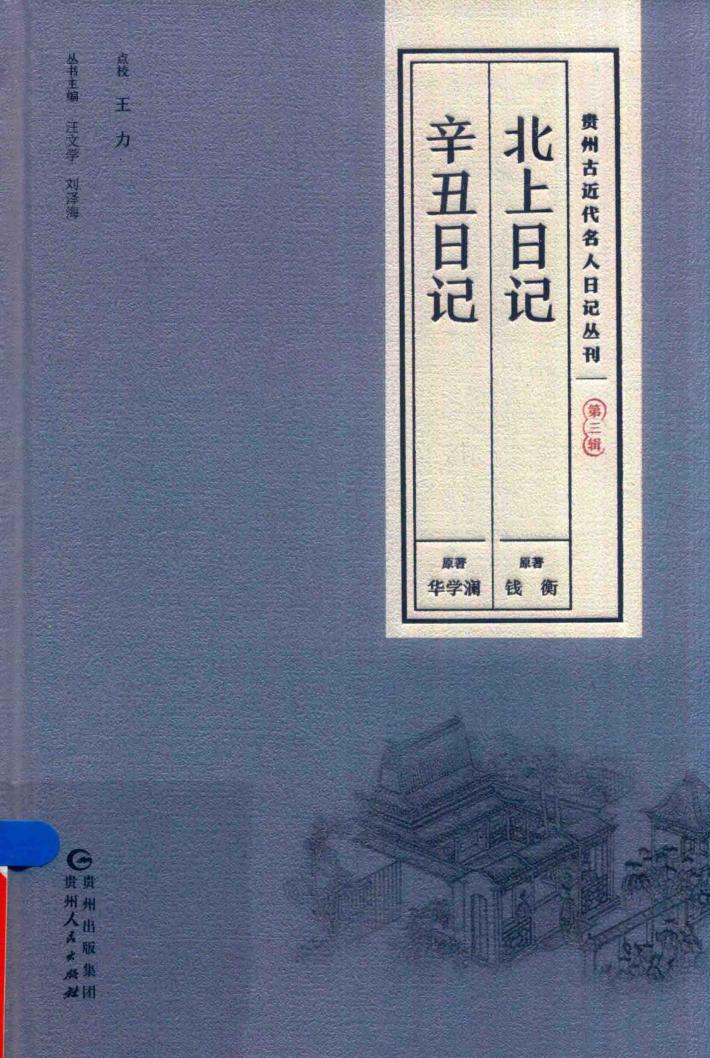 贵州古近代名人日记丛刊
第三辑
北上日记
原著
钱 衡
辛丑日记
原著
华学澜
点校 王 力
丛书主编 汪文学 刘泽海
贵州出版集团
贵州人民出版社